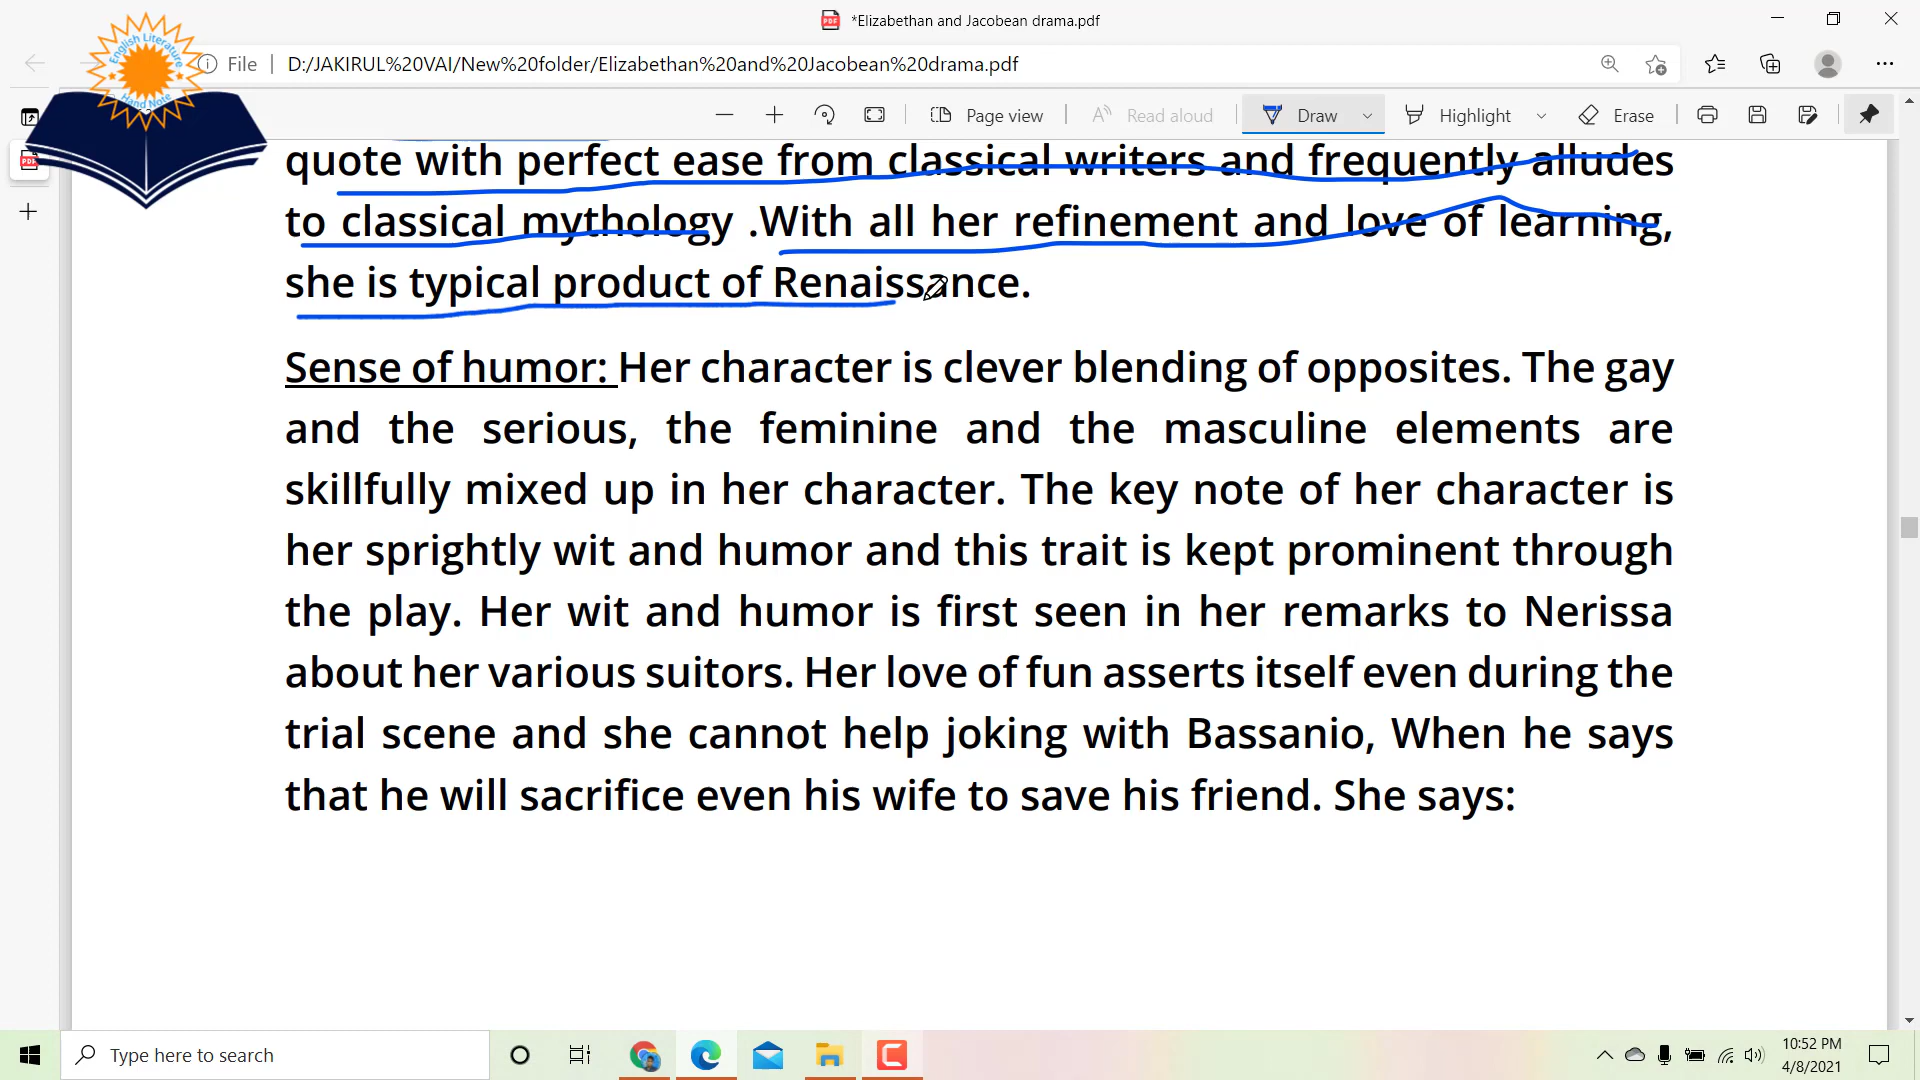 *Elizabethan and Jacobean drama.pdf
File D:/JAKIRUL%20VAI/New%20folder/Elizabethan%20and%20Jacobean%20drama.pdf
English Literature
Hand Note
Page view Read aloud Draw Highlight Erase
quote with perfect ease from classical writers and frequently alludes
to classical mythology .With all her refinement and love of learning,
she is typical product of Renaissance.
Sense of humor: Her character is clever blending of opposites. The gay
and the serious, the feminine and the masculine elements are
skillfully mixed up in her character. The key note of her character is
her sprightly wit and humor and this trait is kept prominent through
the play. Her wit and humor is first seen in her remarks to Nerissa
about her various suitors. Her love of fun asserts itself even during the
trial scene and she cannot help joking with Bassanio, When he says
that he will sacrifice even his wife to save his friend. She says:
Type here to search
10:52 PM
4/8/2021